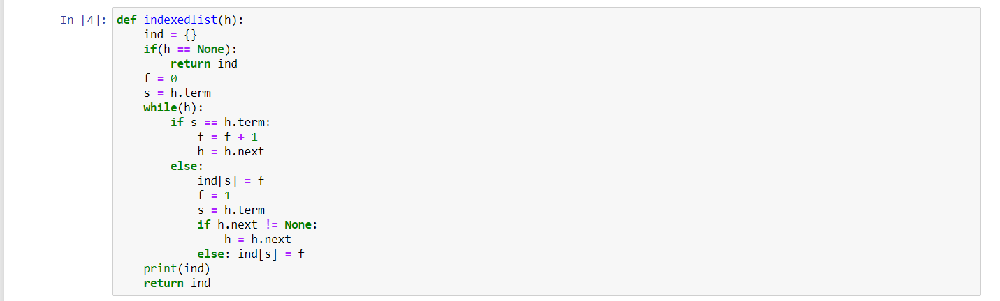 In [4]: def indexedlist(h):
    ind = {}
    if(h == None):
        return ind
    f = 0
    s = h.term
    while(h):
        if s == h.term:
            f = f + 1
            h = h.next
        else:
            ind[s] = f
            f = 1
            s = h.term
            if h.next != None:
                h = h.next
            else: ind[s] = f
    print(ind)
    return ind